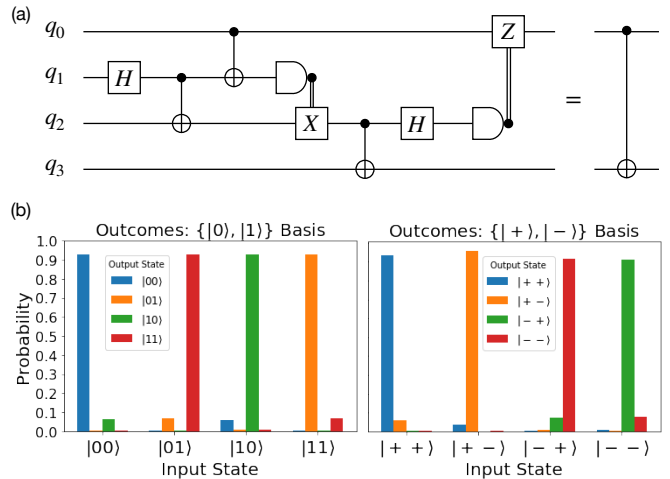 (a)
q₀
Z
q₁
H
=
q₂
X
H
q₃
(b)
Outcomes: {|0⟩, |1⟩} Basis
Outcomes: {| +⟩, | −⟩} Basis
Probability
1.0
0.9
0.8
0.7
0.6
0.5
0.4
0.3
0.2
0.1
0.0
Output State
|00⟩
|01⟩
|10⟩
|11⟩
Output State
| + +⟩
| + −⟩
| − +⟩
| − −⟩
|00⟩ |01⟩ |10⟩ |11⟩
Input State
| + +⟩ | + −⟩ | − +⟩ | − −⟩
Input State